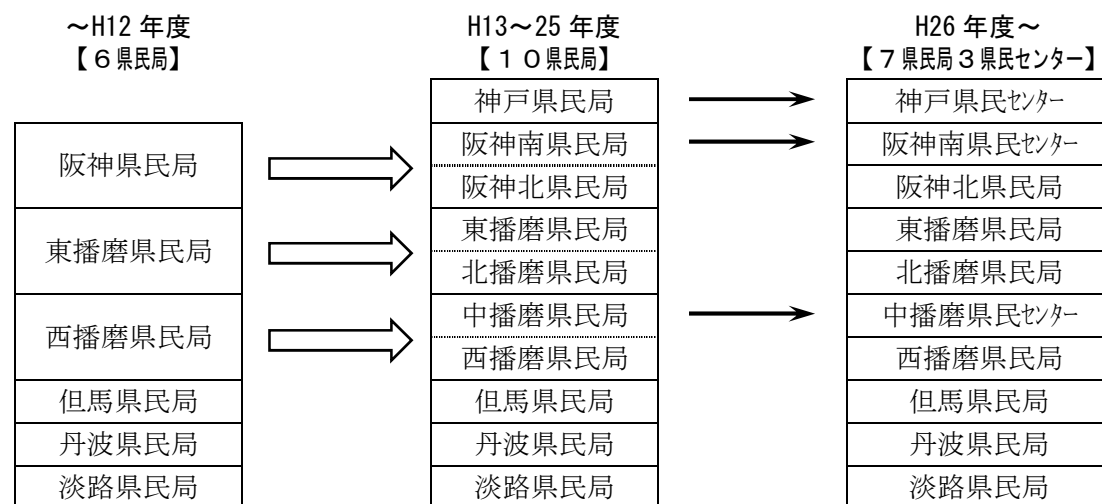 ～H12 年度
【６県民局】
阪神県民局
東播磨県民局
西播磨県民局
但馬県民局
丹波県民局
淡路県民局
H13～25 年度
【１０県民局】
神戸県民局
阪神南県民局
阪神北県民局
東播磨県民局
北播磨県民局
中播磨県民局
西播磨県民局
但馬県民局
丹波県民局
淡路県民局
H26 年度～
【７県民局３県民センター】
神戸県民センター
阪神南県民センター
阪神北県民局
東播磨県民局
北播磨県民局
中播磨県民センター
西播磨県民局
但馬県民局
丹波県民局
淡路県民局